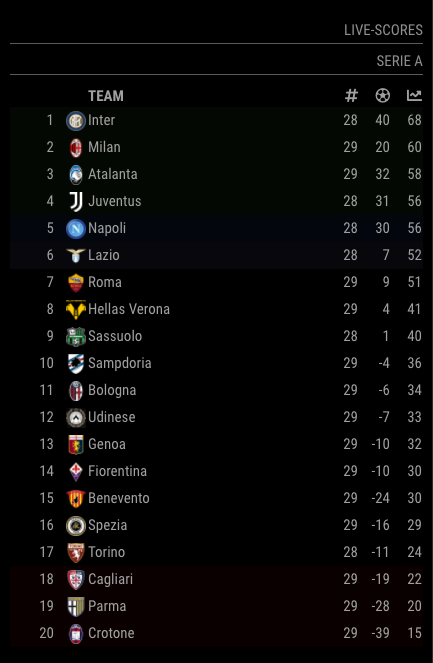 LIVE-SCORES
SERIE A
TEAM #
1 Inter 28 40 68
2 Milan 29 20 60
3 Atalanta 29 32 58
4 Juventus 28 31 56
5 Napoli 28 30 56
6 Lazio 28 7 52
7 Roma 29 9 51
8 Hellas Verona 29 4 41
9 Sassuolo 28 1 40
10 Sampdoria 29 -4 36
11 Bologna 29 -6 34
12 Udinese 29 -7 33
13 Genoa 29 -10 32
14 Fiorentina 29 -10 30
15 Benevento 29 -24 30
16 Spezia 29 -16 29
17 Torino 28 -11 24
18 Cagliari 29 -19 22
19 Parma 29 -28 20
20 Crotone 29 -39 15